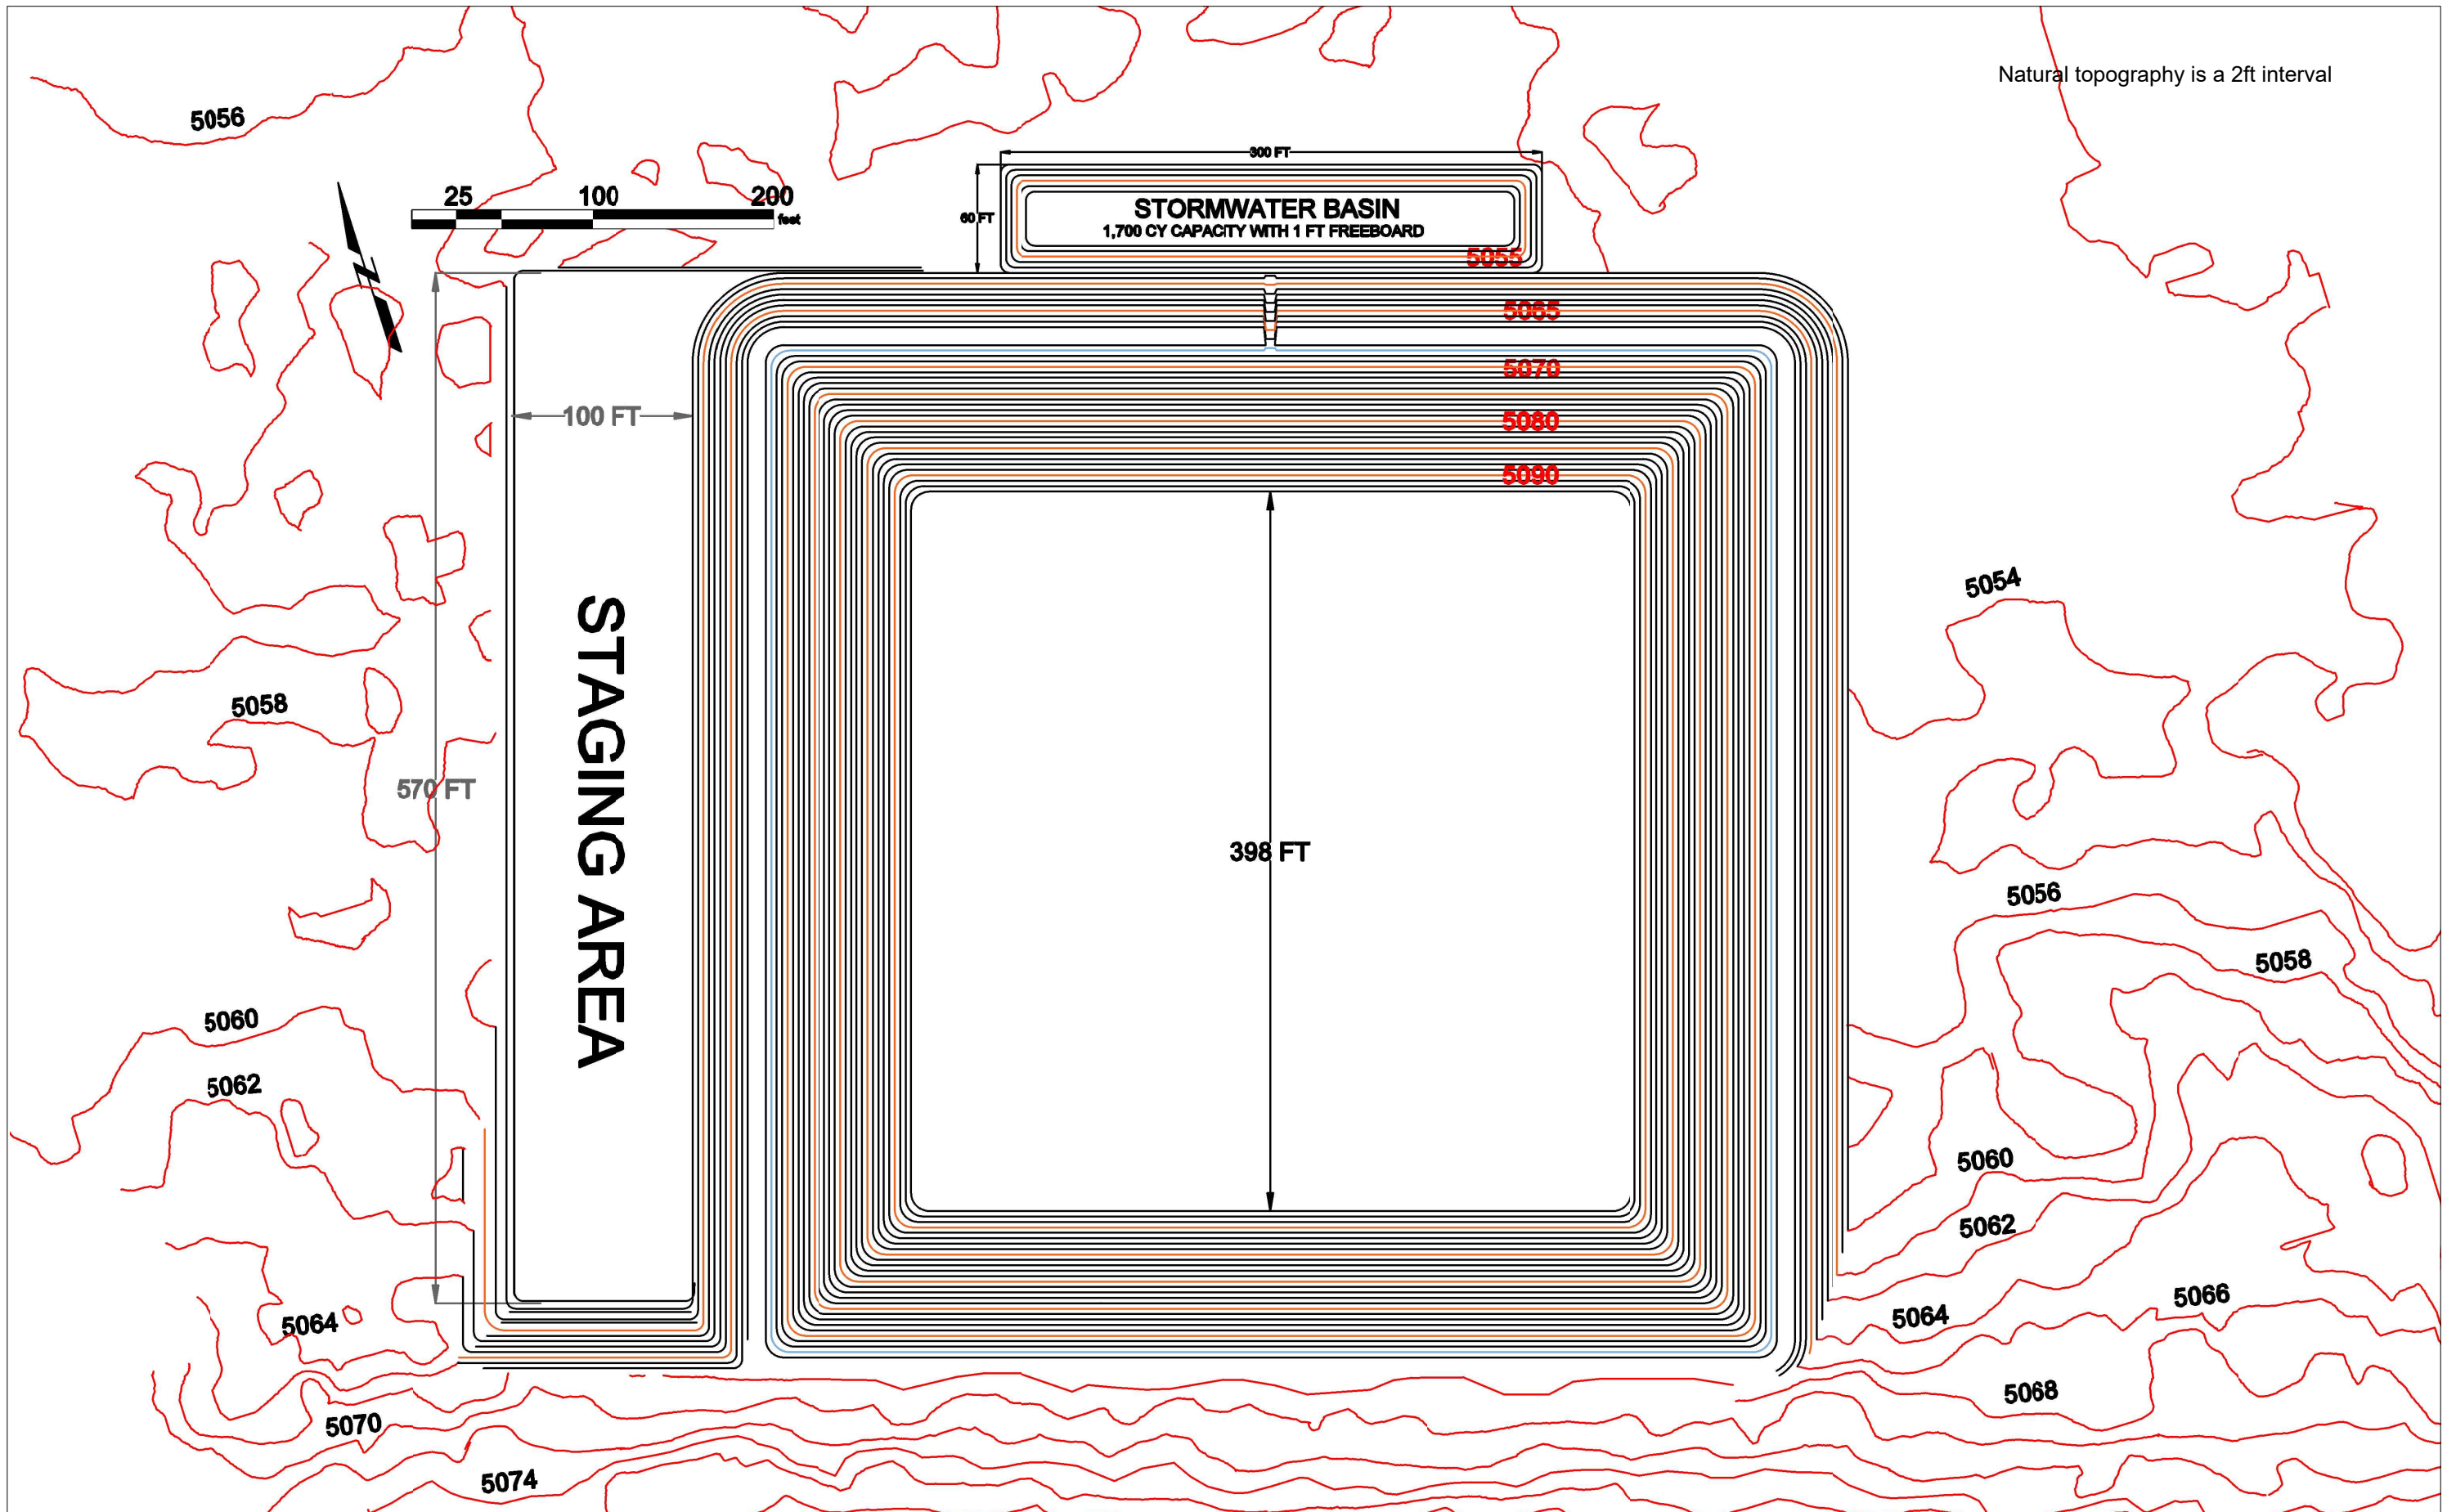 Natural topography is a 2ft interval
5056
300 FT
25 100 200
feet
60 FT
STORMWATER BASIN
1,700 CY CAPACITY WITH 1 FT FREEBOARD
5055
5065
5070
100 FT
5080
5090
5054
STAGING AREA
5058
570 FT
398 FT
5056
5058
5060
5062
5060
5062
5066
5064
5064
5068
5070
5074